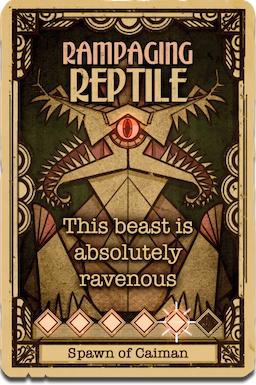 RAMPAGING
REPTILE
This beast is
absolutely
ravenous
Spawn of Caiman